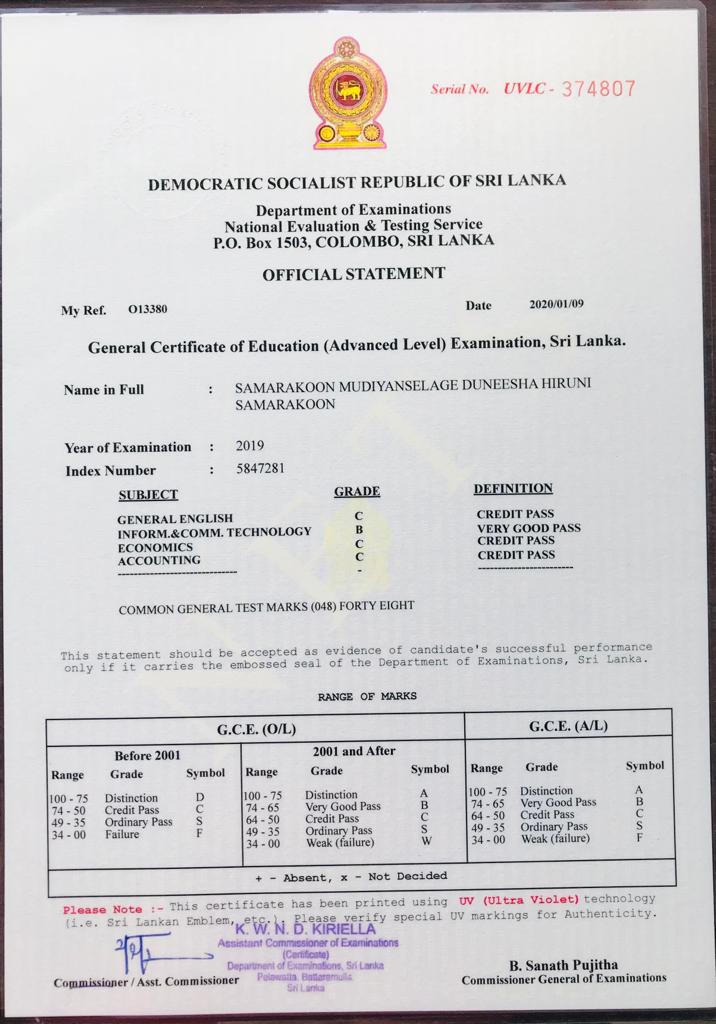 Serial No. UVLC - 374807
DEMOCRATIC SOCIALIST REPUBLIC OF SRI LANKA
Department of Examinations
National Evaluation & Testing Service
P.O. Box 1503, COLOMBO, SRI LANKA
OFFICIAL STATEMENT
My Ref. O13380 Date 2020/01/09
General Certificate of Education (Advanced Level) Examination, Sri Lanka.
Name in Full : SAMARAKOON MUDIYANSELAGE DUNEESHA HIRUNI
SAMARAKOON
Year of Examination : 2019
Index Number : 5847281
SUBJECT GRADE DEFINITION
GENERAL ENGLISH C CREDIT PASS
INFORM.&COMM. TECHNOLOGY B VERY GOOD PASS
ECONOMICS C CREDIT PASS
ACCOUNTING C CREDIT PASS
------------------------------ - ------------------------
COMMON GENERAL TEST MARKS (048) FORTY EIGHT
This statement should be accepted as evidence of candidate's successful performance
only if it carries the embossed seal of the Department of Examinations, Sri Lanka.
RANGE OF MARKS
G.C.E. (O/L) G.C.E. (A/L)
Before 2001 2001 and After
Range Grade Symbol Range Grade Symbol Range Grade Symbol
100 - 75 Distinction D 100 - 75 Distinction A 100 - 75 Distinction A
74 - 50 Credit Pass C 74 - 65 Very Good Pass B 74 - 65 Very Good Pass B
49 - 35 Ordinary Pass S 64 - 50 Credit Pass C 64 - 50 Credit Pass C
34 - 00 Failure F 49 - 35 Ordinary Pass S 49 - 35 Ordinary Pass S
34 - 00 Weak (failure) W 34 - 00 Weak (failure) F
+ - Absent, x - Not Decided
Please Note :- This certificate has been printed using UV (Ultra Violet) technology
(i.e. Sri Lankan Emblem, etc.). Please verify special UV markings for Authenticity.
K. W. N. D. KIRIELLA
Assistant Commissioner of Examinations
(Certificate)
Department of Examinations, Sri Lanka
Pelawatta, Battaramulla
Sri Lanka
Commissioner / Asst. Commissioner
B. Sanath Pujitha
Commissioner General of Examinations